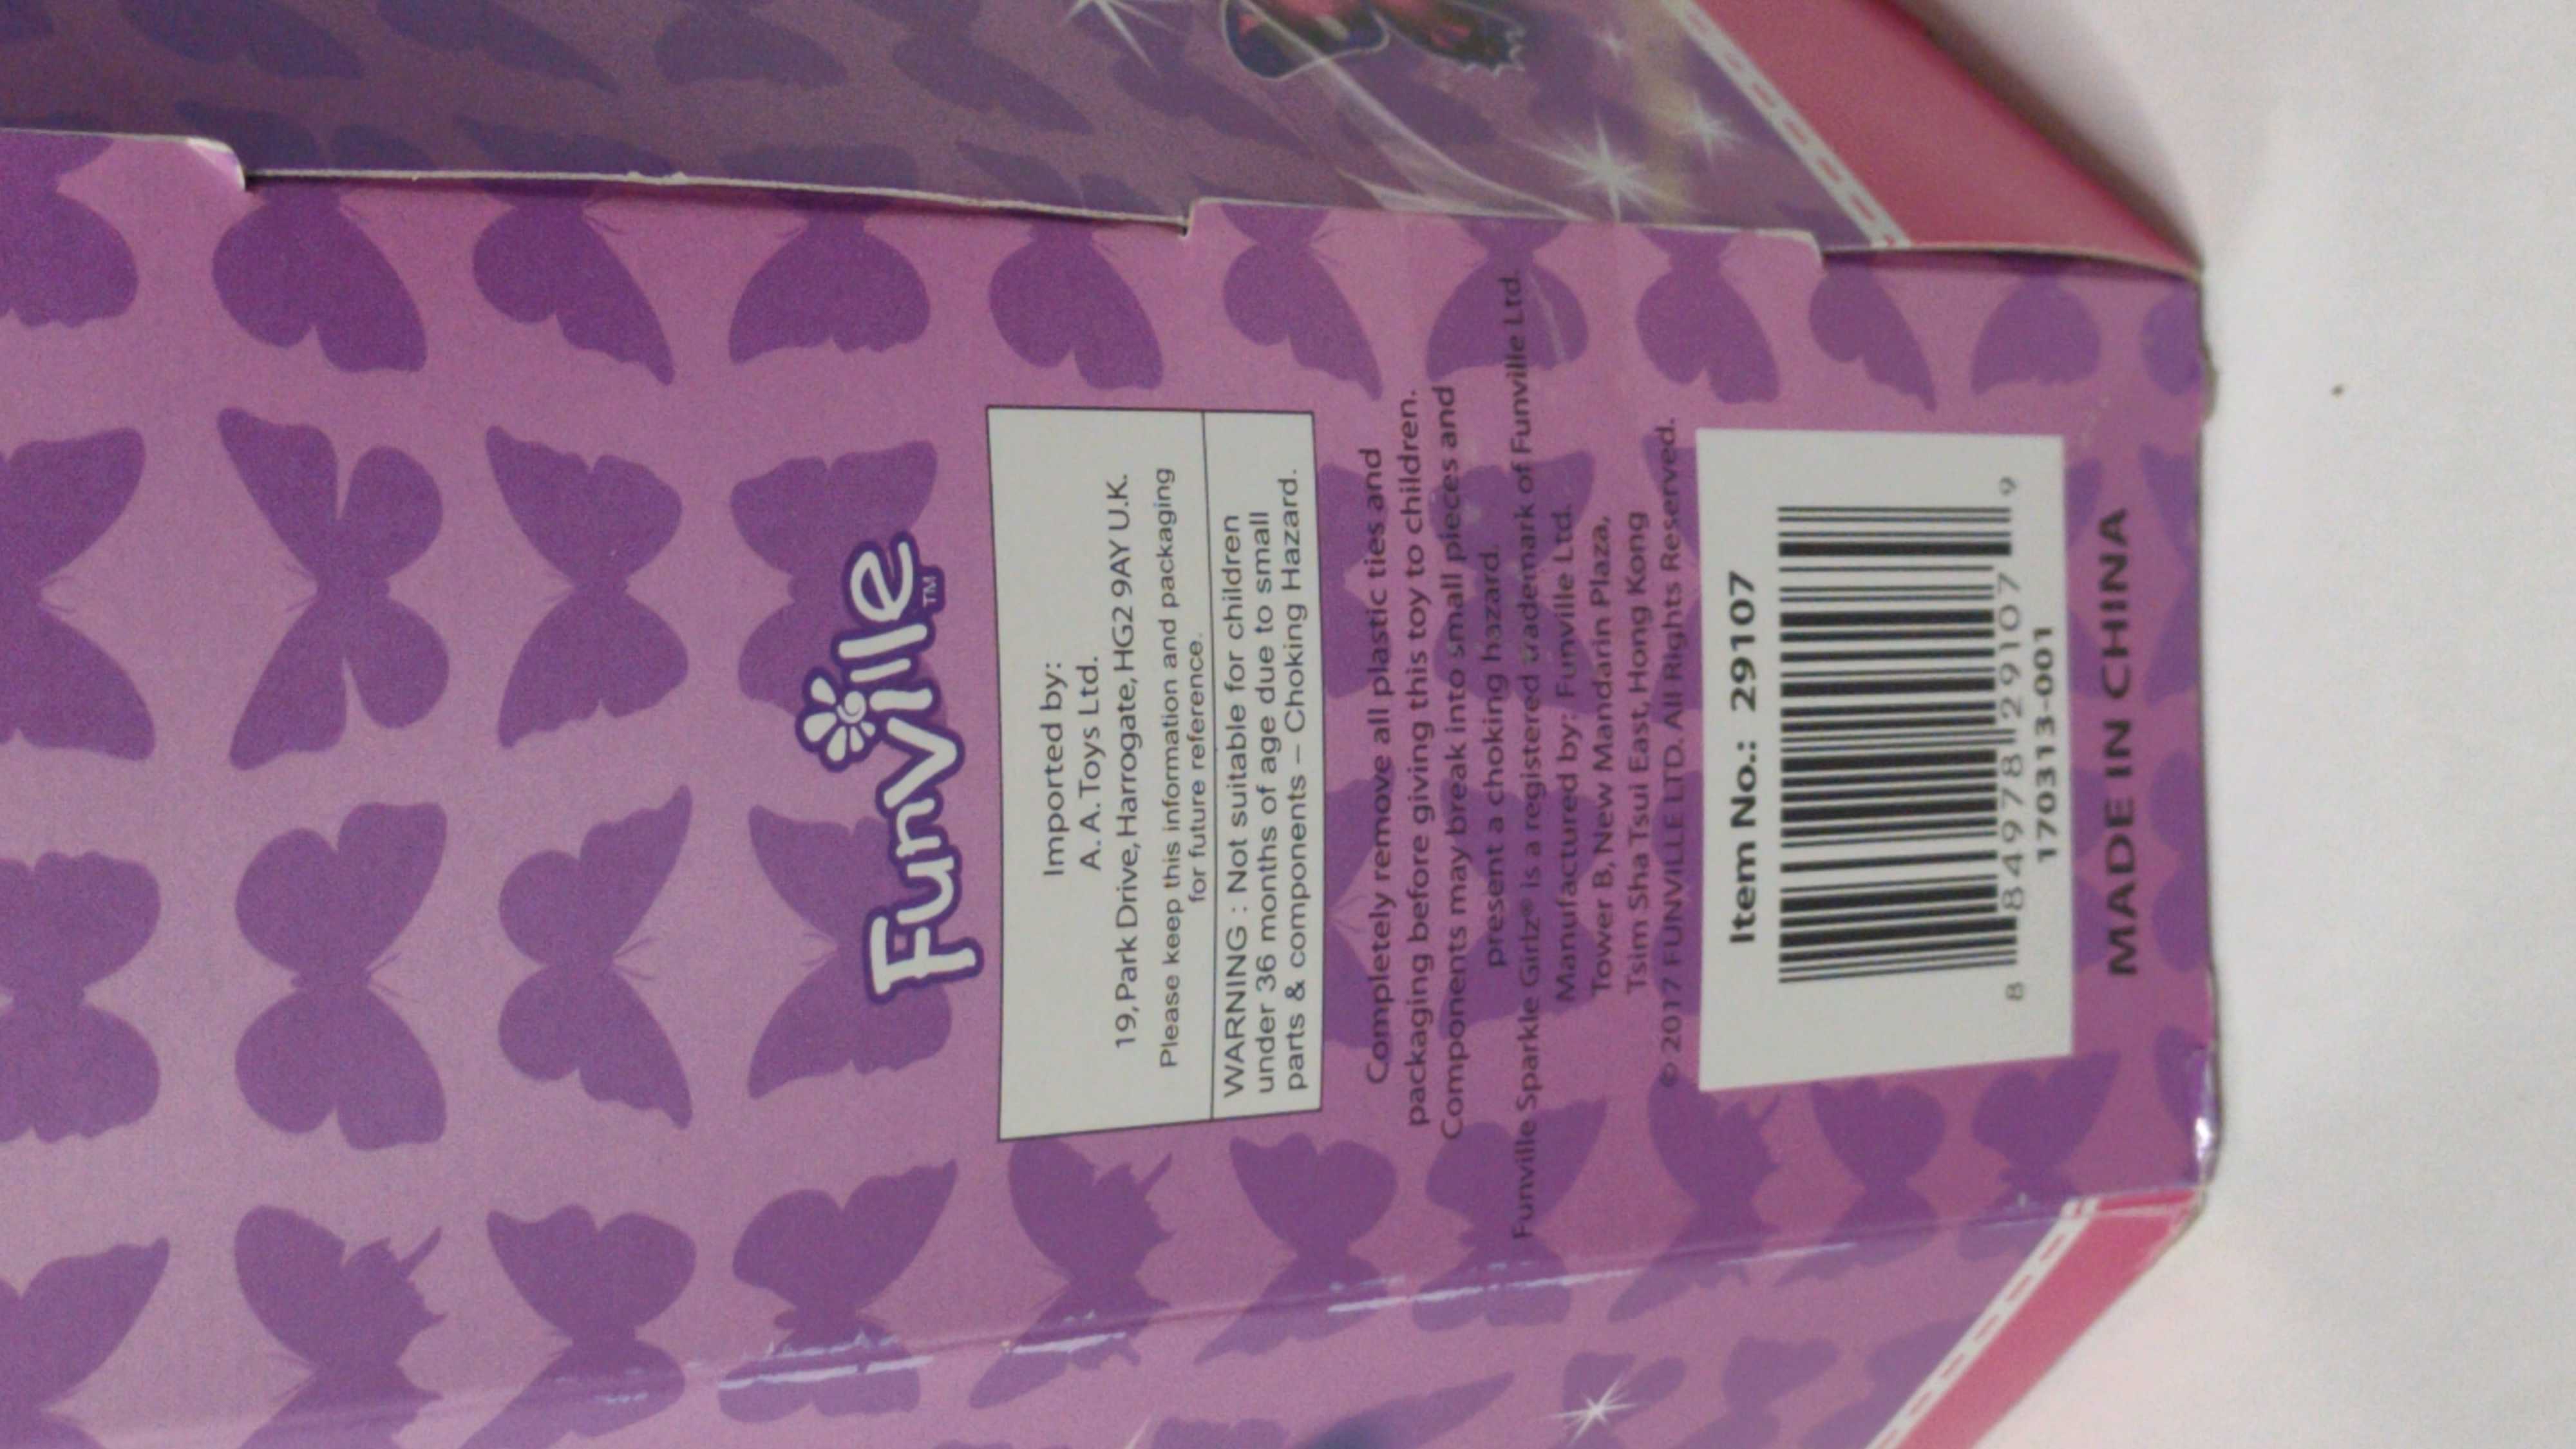 Funville™
Imported by:
A. A. Toys Ltd.
19, Park Drive, Harrogate, HG2 9AY U.K.
Please keep this information and packaging
for future reference.
WARNING : Not suitable for children
under 36 months of age due to small
parts & components – Choking Hazard.
Completely remove all plastic ties and
packaging before giving this toy to children.
Components may break into small pieces and
present a choking hazard.
Funville Sparkle Girlz® is a registered trademark of Funville Ltd.
Manufactured by: Funville Ltd.
Tower B, New Mandarin Plaza,
Tsim Sha Tsui East, Hong Kong
© 2017 FUNVILLE LTD. All Rights Reserved.
Item No.: 29107
8 84978 29107 9
170313-001
MADE IN CHINA